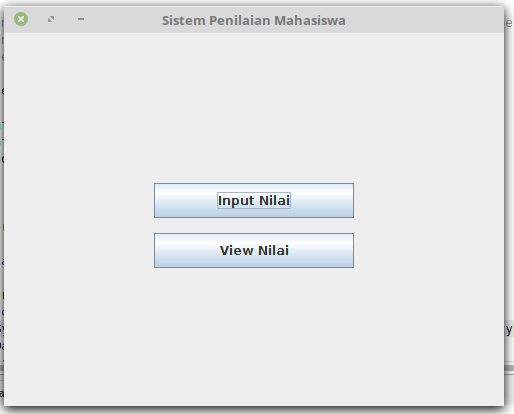 Sistem Penilaian Mahasiswa
Input Nilai
View Nilai